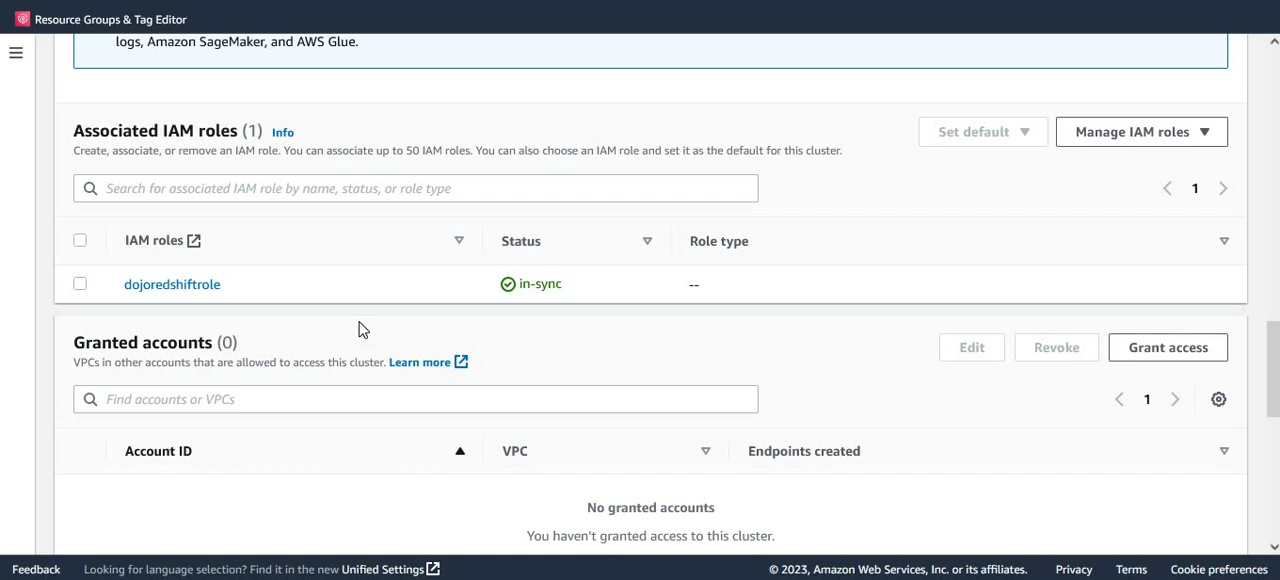 Resource Groups & Tag Editor
logs, Amazon SageMaker, and AWS Glue.
Associated IAM roles (1) Info
Set default
Manage IAM roles
Create, associate, or remove an IAM role. You can associate up to 50 IAM roles. You can also choose an IAM role and set it as the default for this cluster.
Search for associated IAM role by name, status, or role type
1
IAM roles
Status
Role type
dojoredshiftrole
in-sync
--
Granted accounts (0)
Edit
Revoke
Grant access
VPCs in other accounts that are allowed to access this cluster. Learn more
Find accounts or VPCs
1
Account ID
VPC
Endpoints created
No granted accounts
You haven't granted access to this cluster.
Feedback
Looking for language selection? Find it in the new Unified Settings
© 2023, Amazon Web Services, Inc. or its affiliates.
Privacy
Terms
Cookie preferences